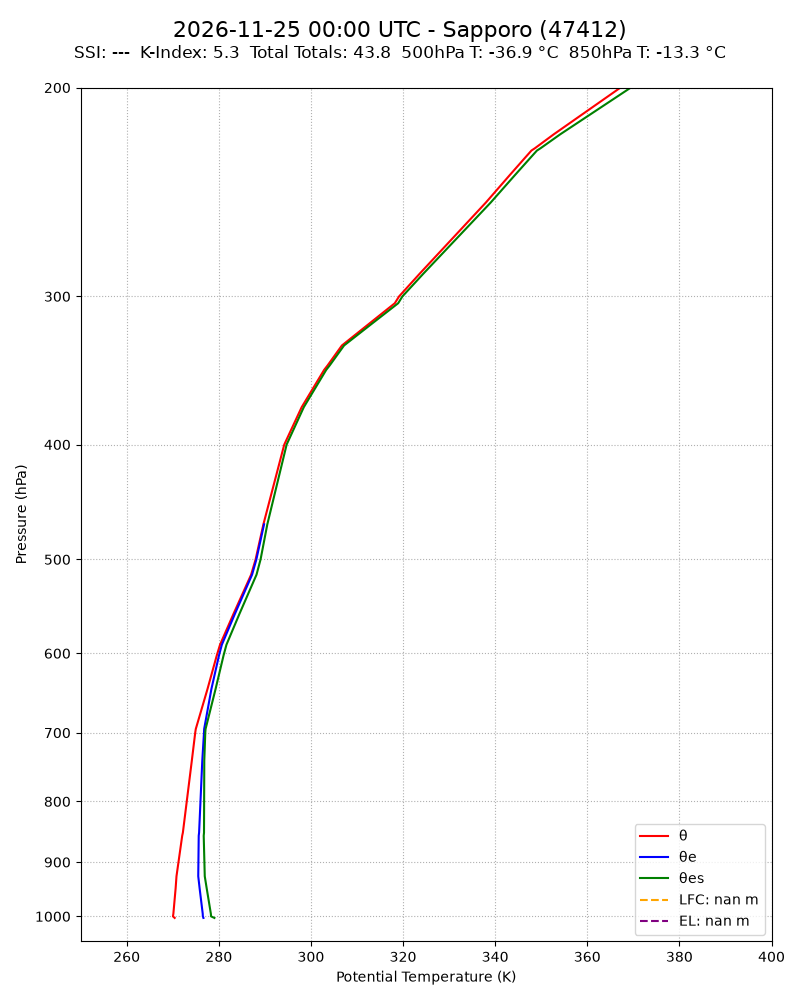 2026-11-25 00:00 UTC - Sapporo (47412)
SSI: ---  K-Index: 5.3  Total Totals: 43.8  500hPa T: -36.9 °C  850hPa T: -13.3 °C
200
300
400
500
600
700
800
900
1000
Pressure (hPa)
260 280 300 320 340 360 380 400
Potential Temperature (K)
θ
θe
θes
LFC: nan m
EL: nan m